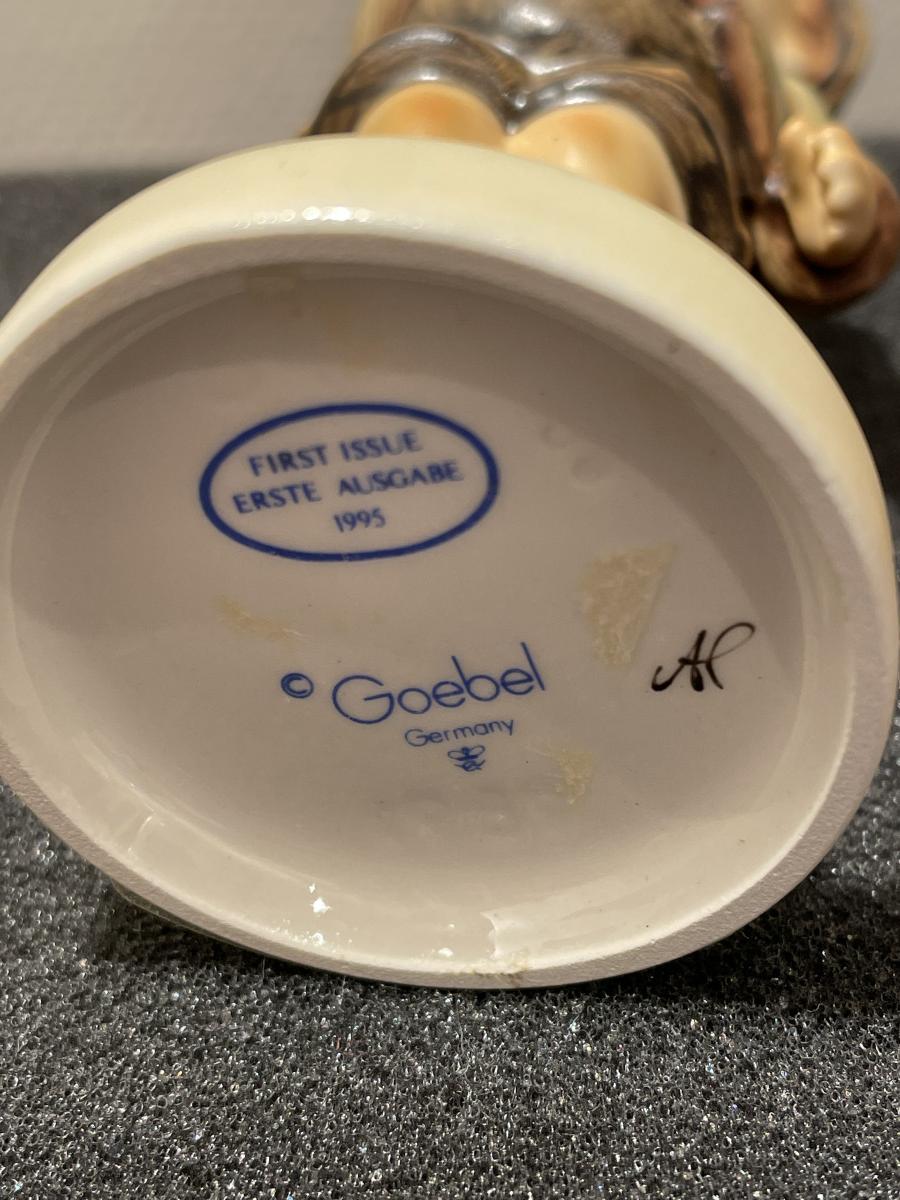 FIRST ISSUE
ERSTE AUSGABE
1995
© Goebel
Germany